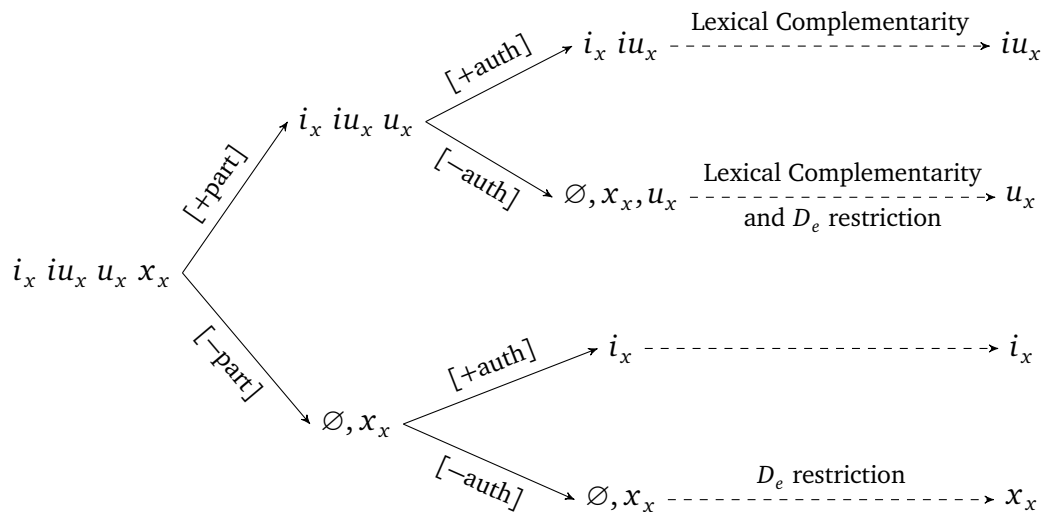 i_x iu_x u_x x_x
[+part]
i_x iu_x u_x
[+auth]
i_x iu_x
Lexical Complementarity
iu_x
[−auth]
∅, x_x, u_x
Lexical Complementarity
and D_e restriction
u_x
[−part]
∅, x_x
[+auth]
i_x
i_x
[−auth]
∅, x_x
D_e restriction
x_x